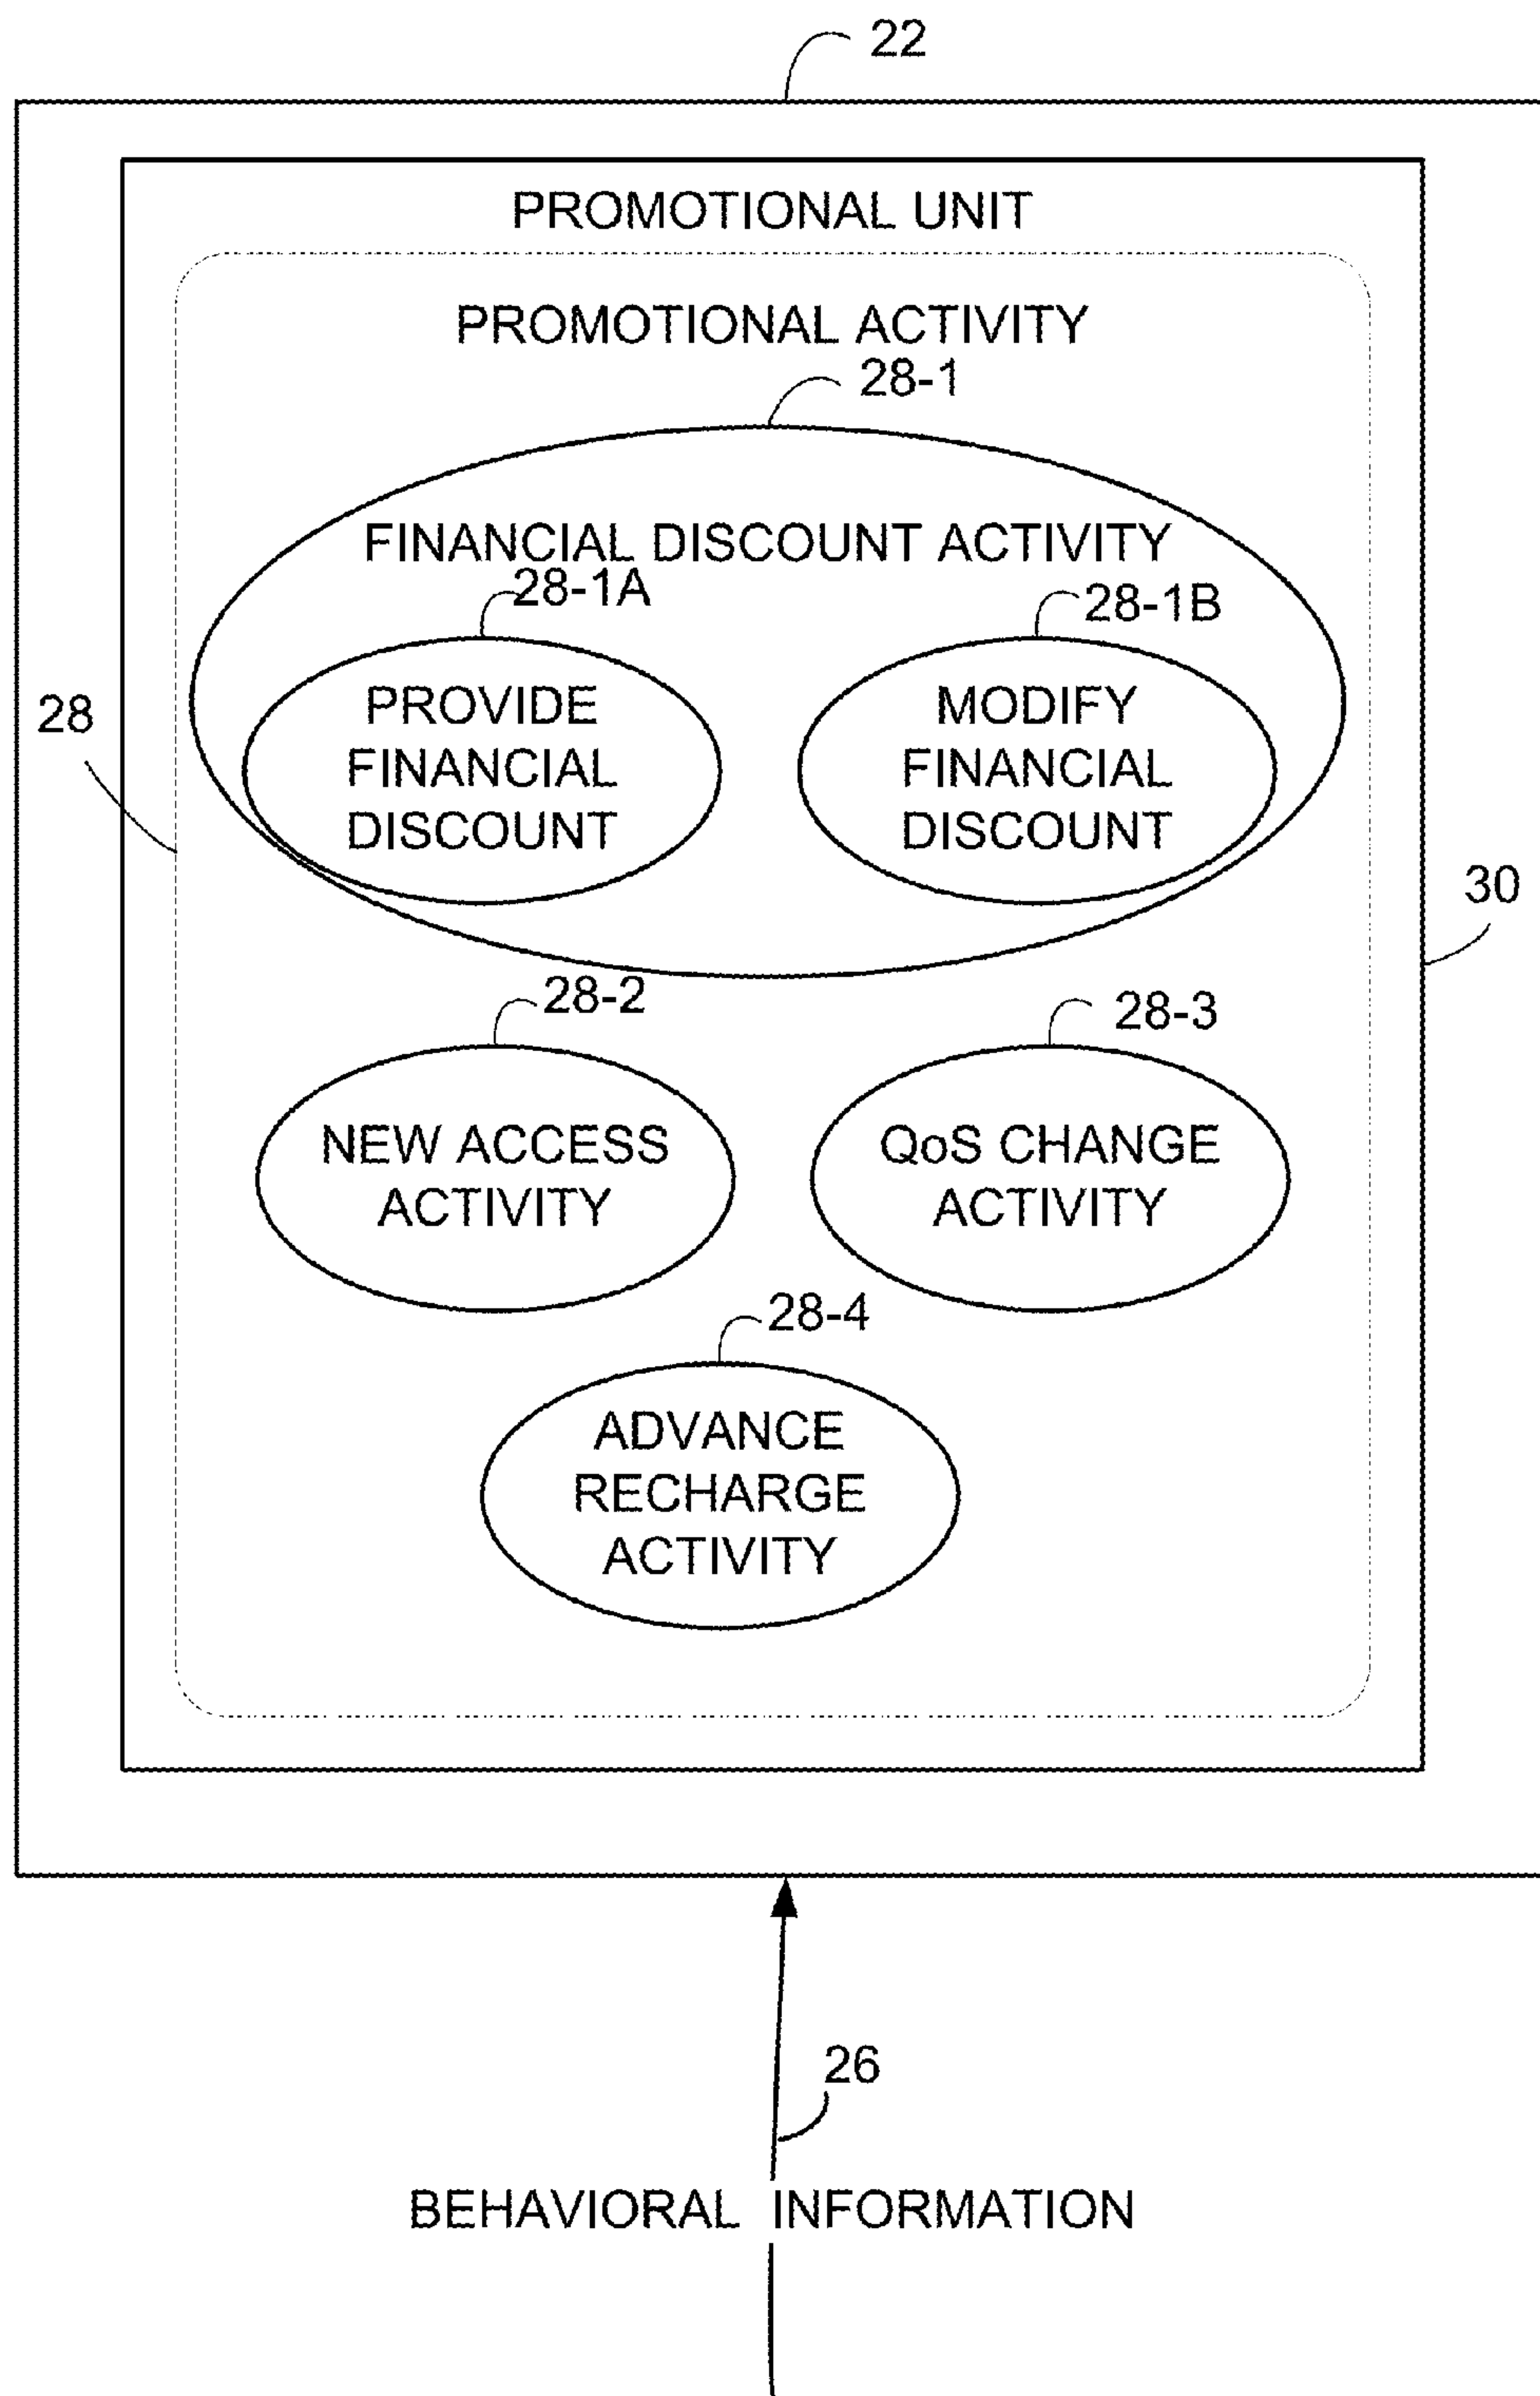 22
PROMOTIONAL UNIT
PROMOTIONAL ACTIVITY
28-1
FINANCIAL DISCOUNT ACTIVITY
28-1A
28-1B
PROVIDE
FINANCIAL
DISCOUNT
MODIFY
FINANCIAL
DISCOUNT
28
30
28-2
28-3
NEW ACCESS
ACTIVITY
QoS CHANGE
ACTIVITY
28-4
ADVANCE
RECHARGE
ACTIVITY
26
BEHAVIORAL INFORMATION